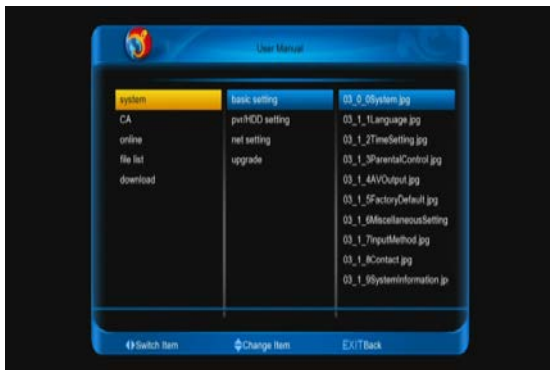 User Manual
system
CA
online
file list
download
basic setting
pvr/HDD setting
net setting
upgrade
03_0_0System.jpg
03_1_1Language.jpg
03_1_2TimeSetting.jpg
03_1_3ParentalControl.jpg
03_1_4AVOutput.jpg
03_1_5FactoryDefault.jpg
03_1_6MiscellaneousSetting
03_1_7InputMethod.jpg
03_1_8Contact.jpg
03_1_9SystemInformation.jp
Switch Item
Change Item
EXIT Back